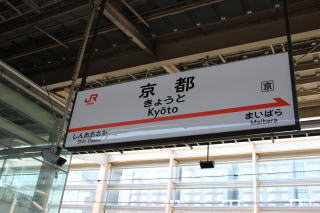 JR
京都
京
きょうと
Kyōto
しんおおさか
Shin-Osaka
まいばら
Maibara